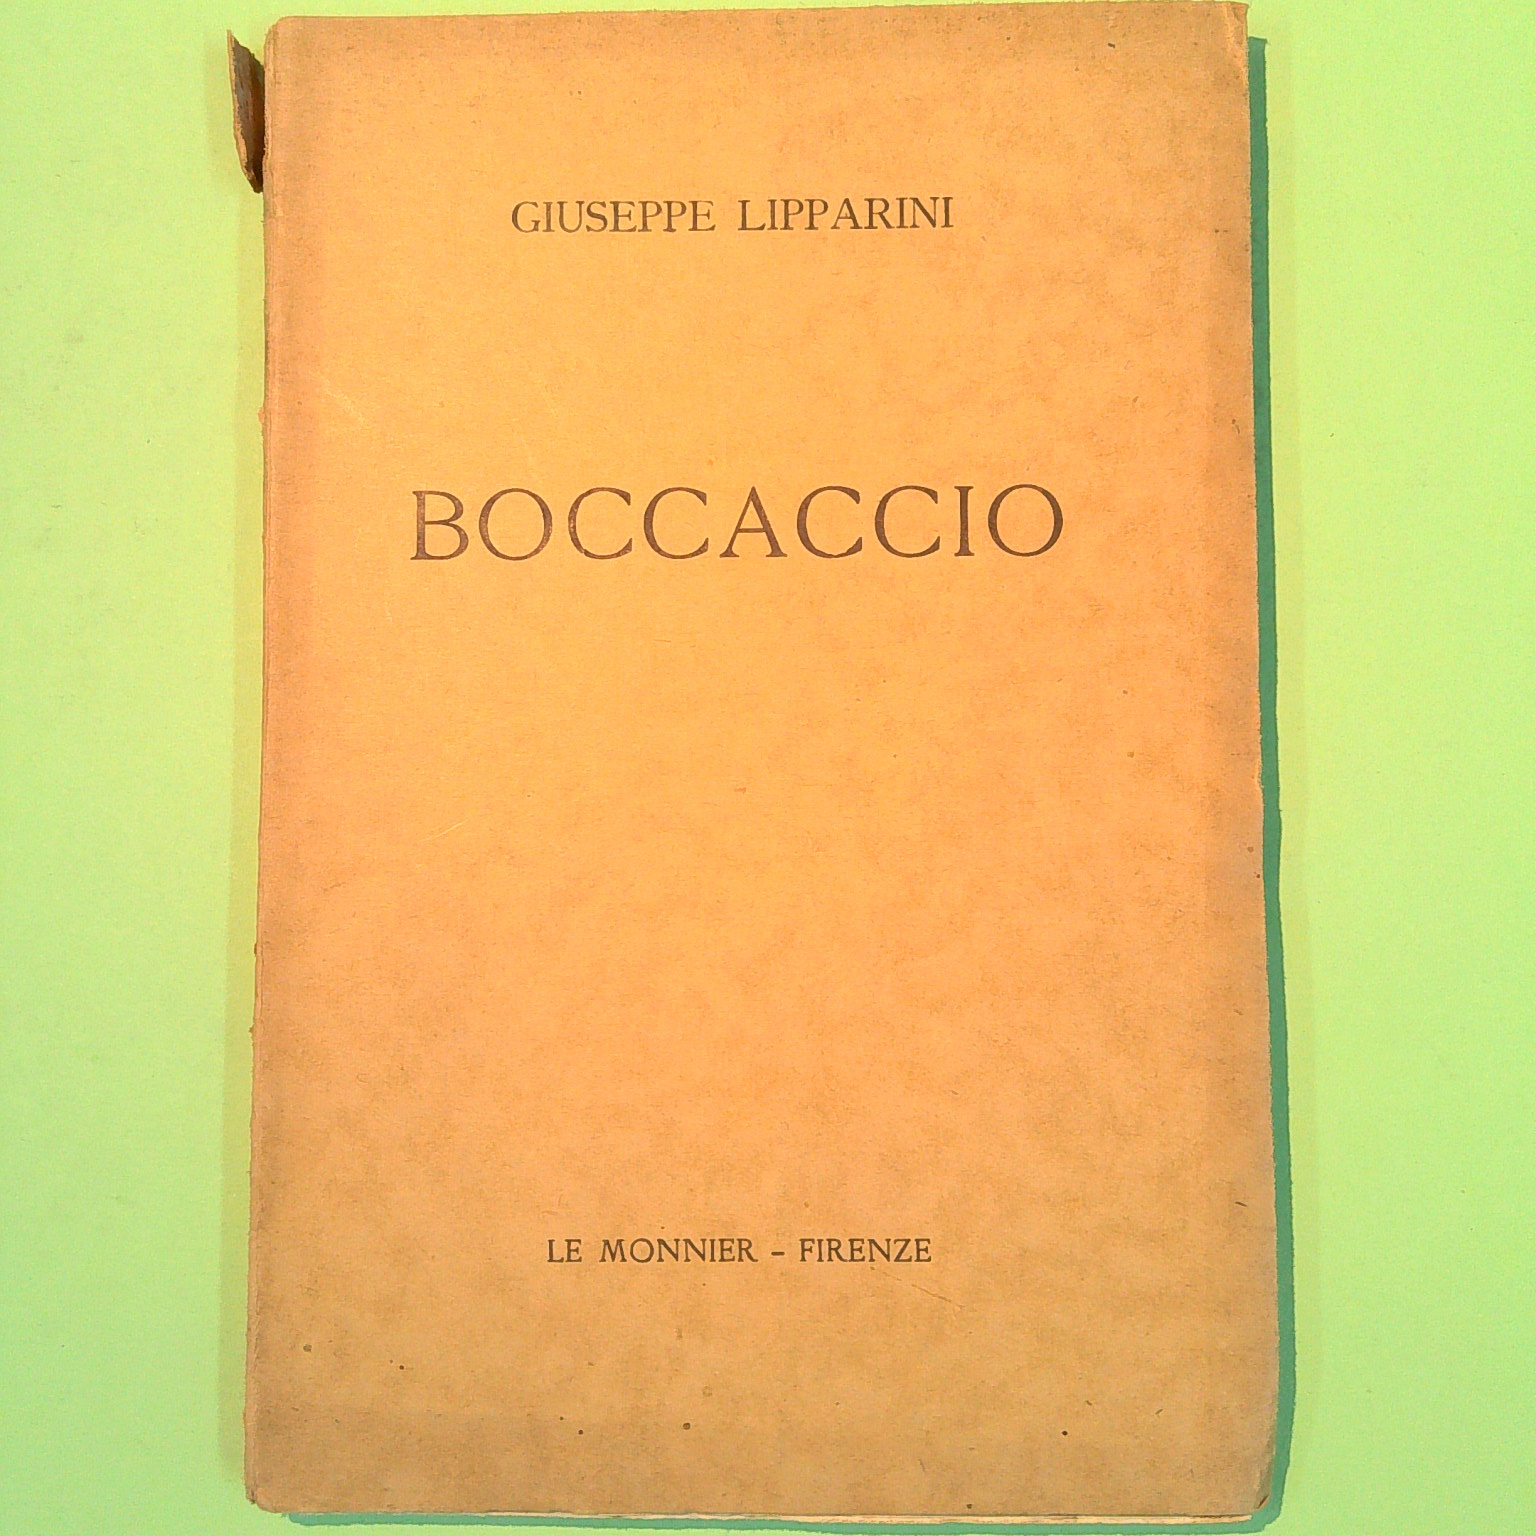 GIUSEPPE LIPPARINI
BOCCACCIO
LE MONNIER – FIRENZE